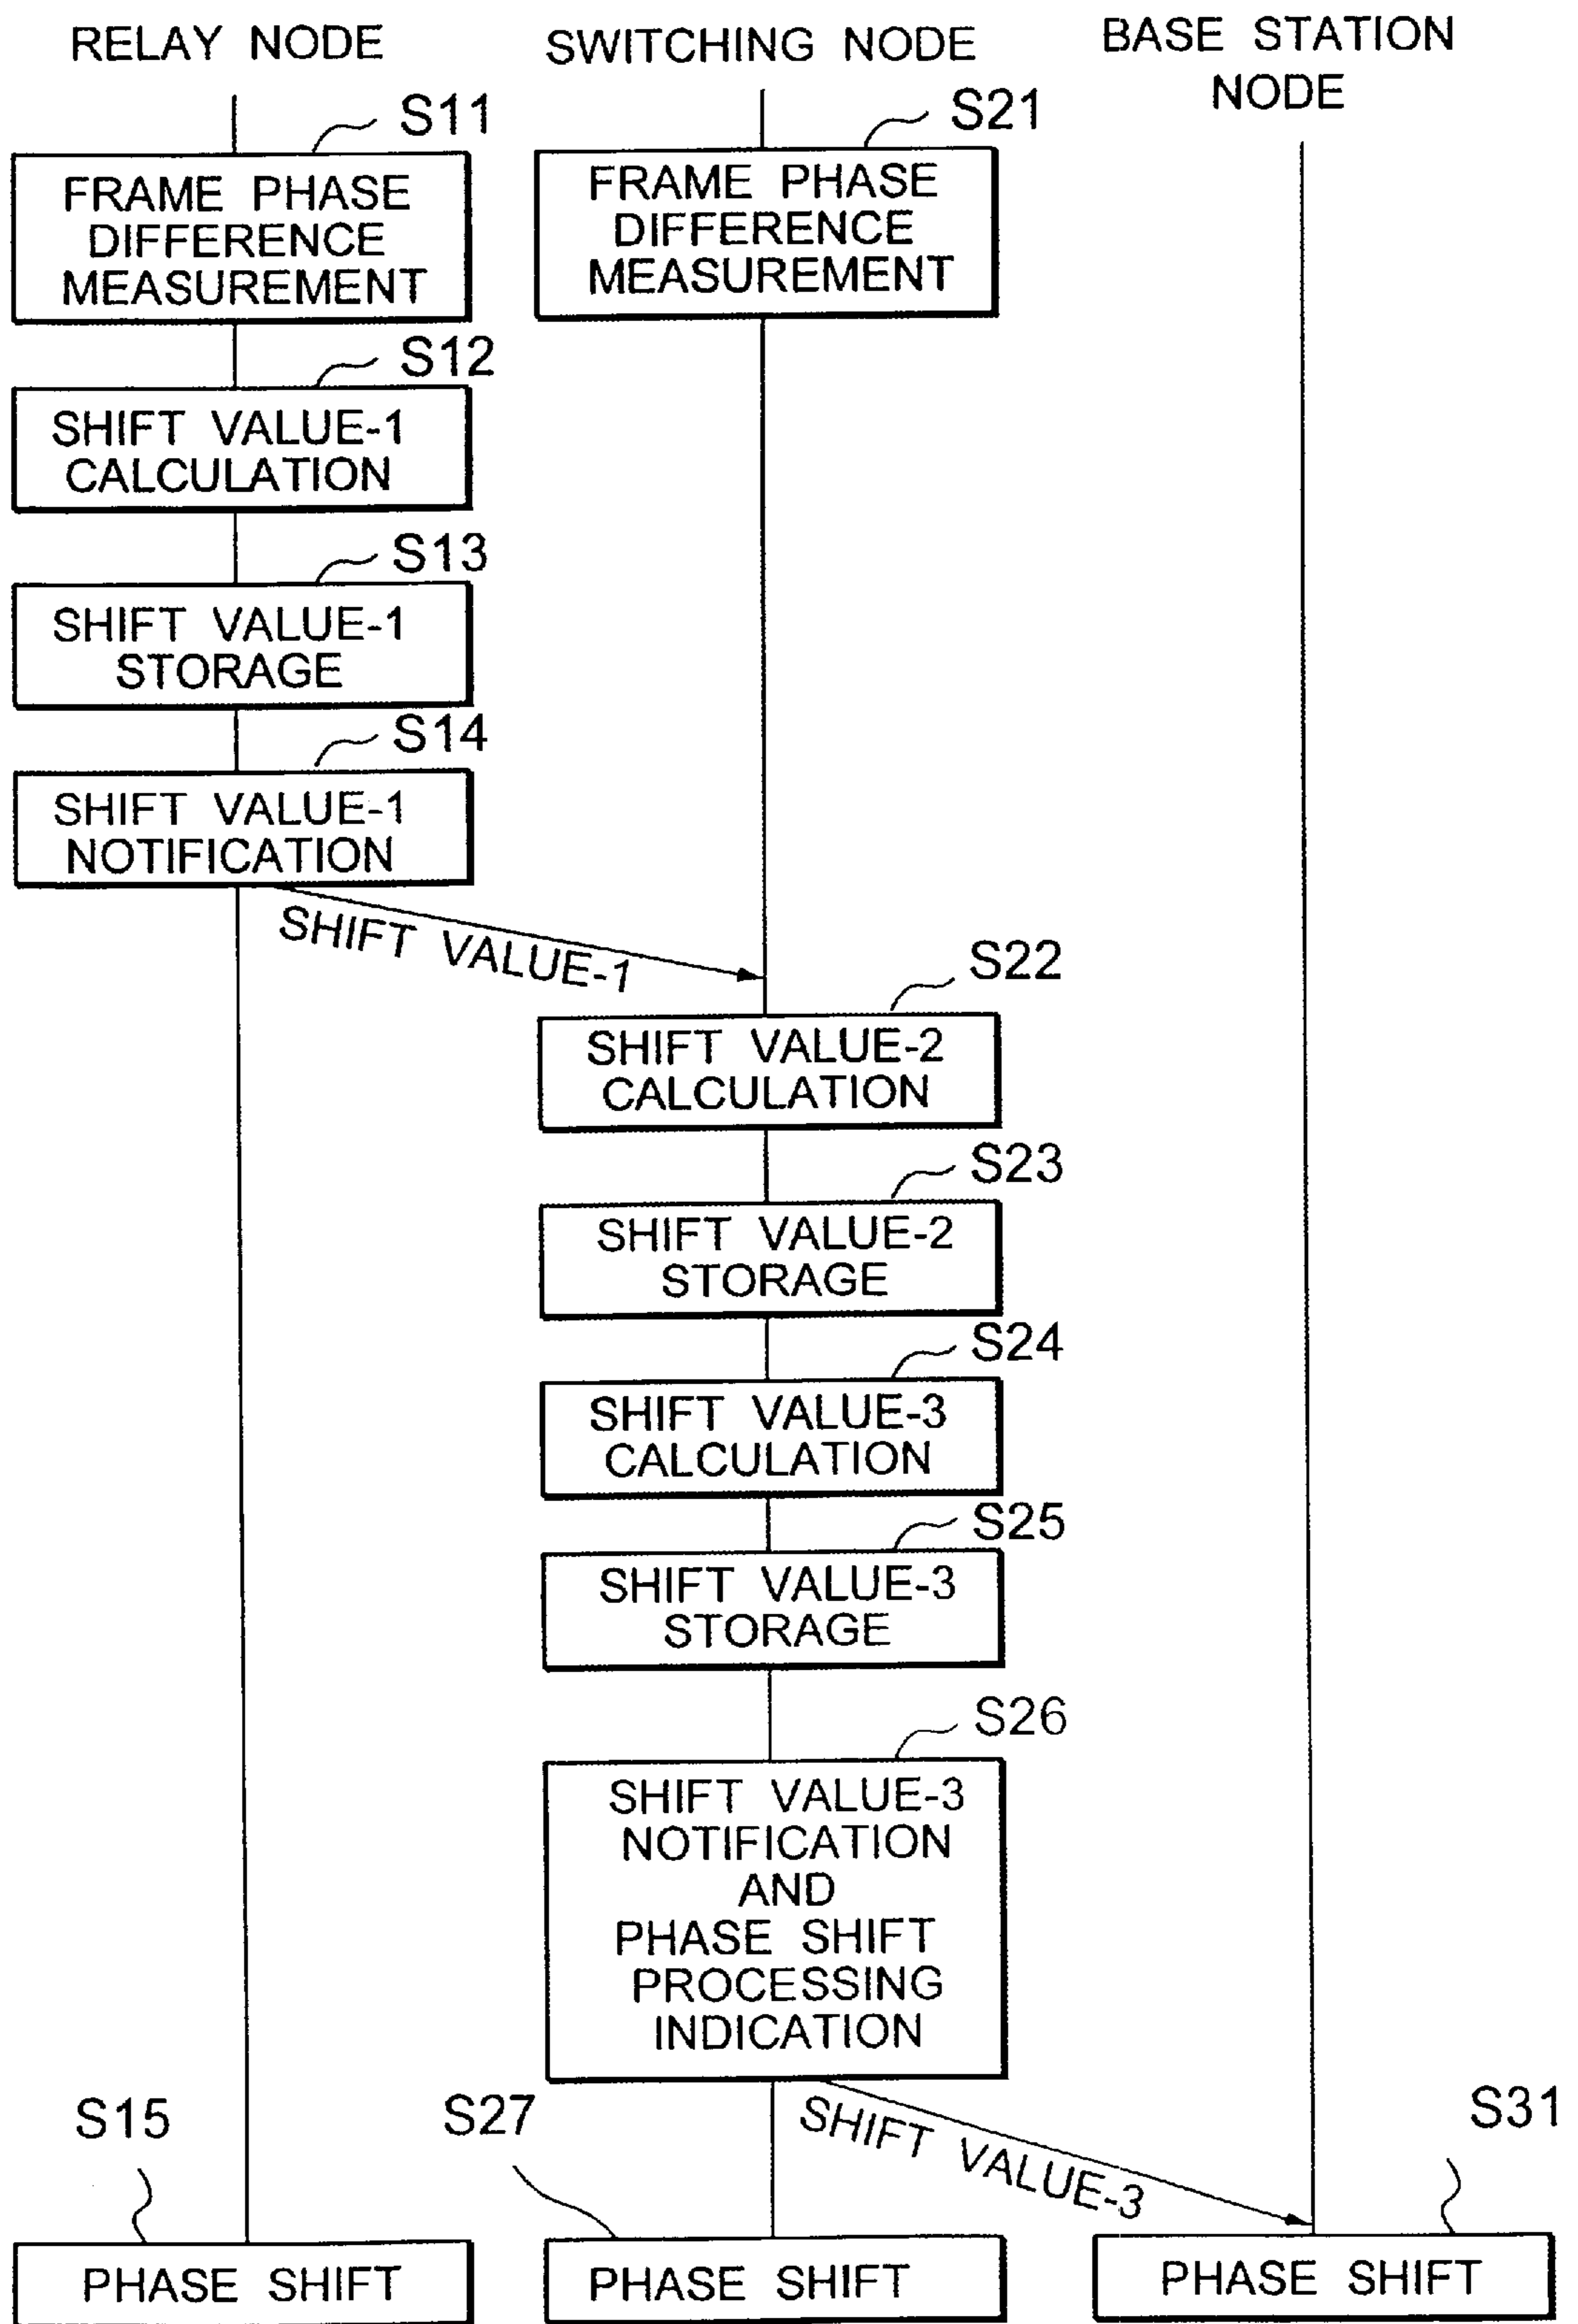 RELAY NODE
SWITCHING NODE
BASE STATION
NODE
S11
FRAME PHASE
DIFFERENCE
MEASUREMENT
S21
FRAME PHASE
DIFFERENCE
MEASUREMENT
S12
SHIFT VALUE-1
CALCULATION
S13
SHIFT VALUE-1
STORAGE
S14
SHIFT VALUE-1
NOTIFICATION
SHIFT VALUE-1
S22
SHIFT VALUE-2
CALCULATION
S23
SHIFT VALUE-2
STORAGE
S24
SHIFT VALUE-3
CALCULATION
S25
SHIFT VALUE-3
STORAGE
S26
SHIFT VALUE-3
NOTIFICATION
AND
PHASE SHIFT
PROCESSING
INDICATION
SHIFT VALUE-3
S15
PHASE SHIFT
S27
PHASE SHIFT
S31
PHASE SHIFT